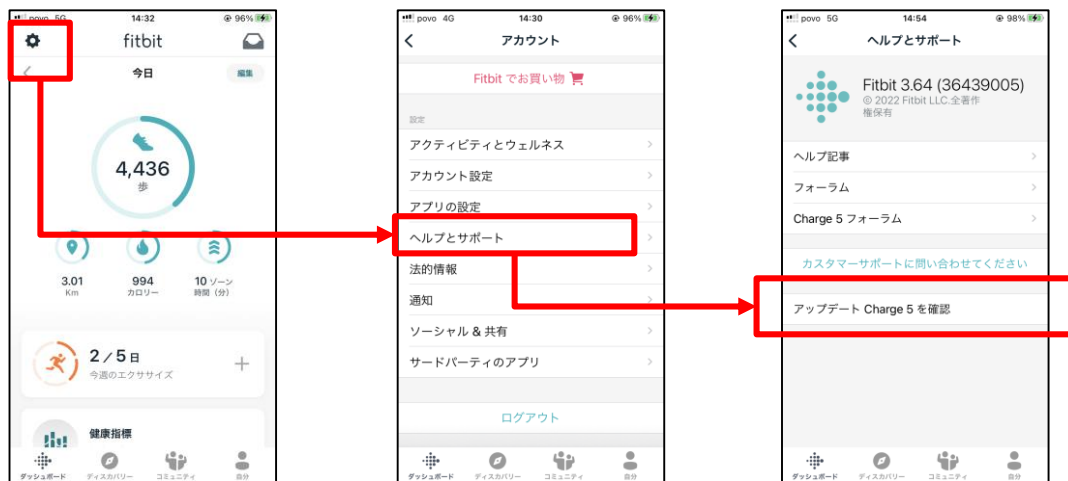 povo 5G 14:32 96%
fitbit
今日 編集
4,436
歩
3.01
Km
994
カロリー
10 ゾーン
時間（分）
2 / 5 日
今週のエクササイズ
健康指標
ダッシュボード ディスカバリー コミュニティ 自分
povo 4G 14:30 96%
アカウント
Fitbit でお買い物
設定
アクティビティとウェルネス
アカウント設定
アプリの設定
ヘルプとサポート
法的情報
通知
ソーシャル & 共有
サードパーティのアプリ
ログアウト
ダッシュボード ディスカバリー コミュニティ 自分
povo 5G 14:54 98%
ヘルプとサポート
Fitbit 3.64 (36439005)
© 2022 Fitbit LLC.全著作
権保有
ヘルプ記事
フォーラム
Charge 5 フォーラム
カスタマーサポートに問い合わせてください
アップデート Charge 5 を確認
ダッシュボード ディスカバリー コミュニティ 自分